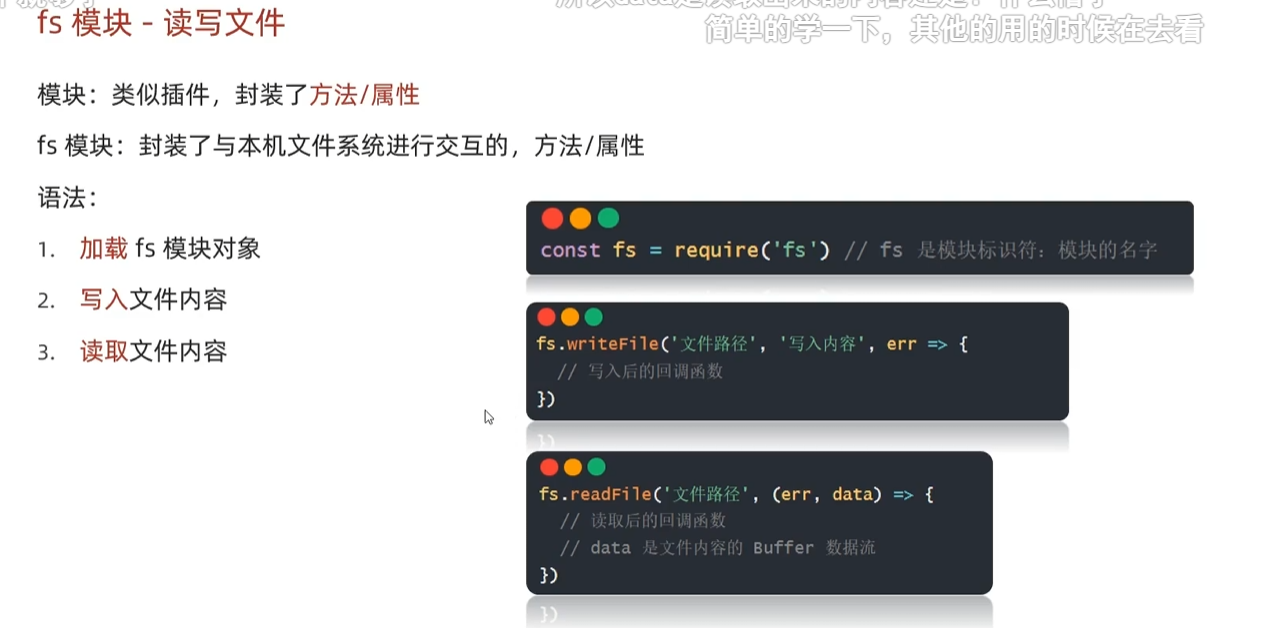 fs 模块 - 读写文件
简单的学一下，其他的用的时候在去看
模块：类似插件，封装了方法/属性
fs 模块：封装了与本机文件系统进行交互的，方法/属性
语法：
1. 加载 fs 模块对象
2. 写入文件内容
3. 读取文件内容
const fs = require('fs') // fs 是模块标识符：模块的名字
fs.writeFile('文件路径', '写入内容', err => {
// 写入后的回调函数
})
fs.readFile('文件路径', (err, data) => {
// 读取后的回调函数
// data 是文件内容的 Buffer 数据流
})